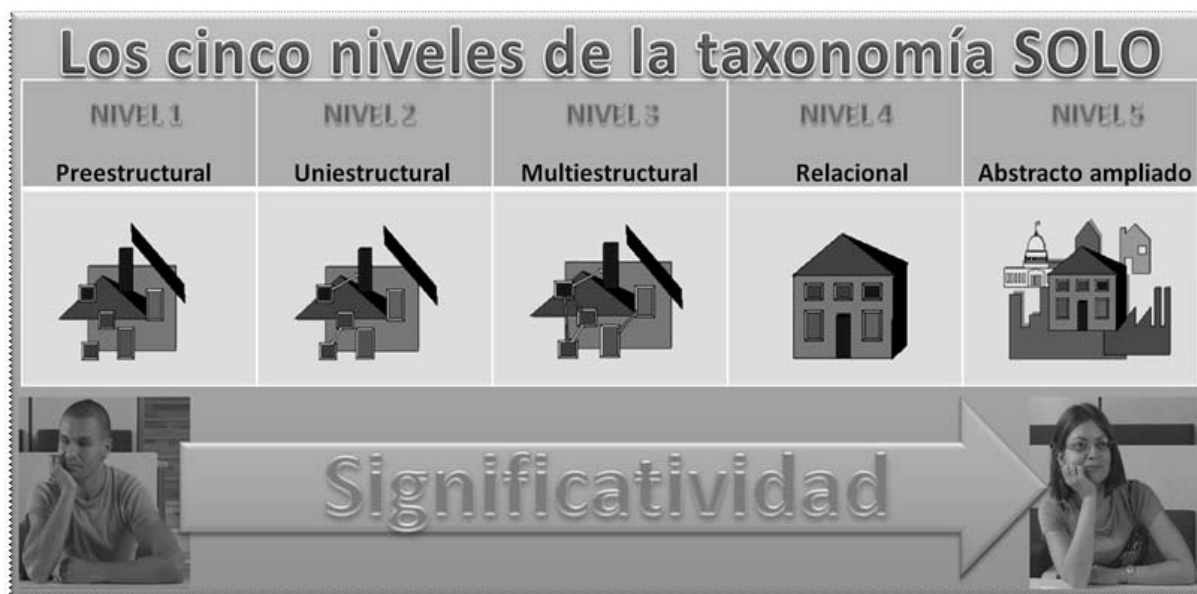 Los cinco niveles de la taxonomía SOLO
NIVEL 1 NIVEL 2 NIVEL 3 NIVEL 4 NIVEL 5
Preestructural Uniestructural Multiestructural Relacional Abstracto ampliado
Significatividad